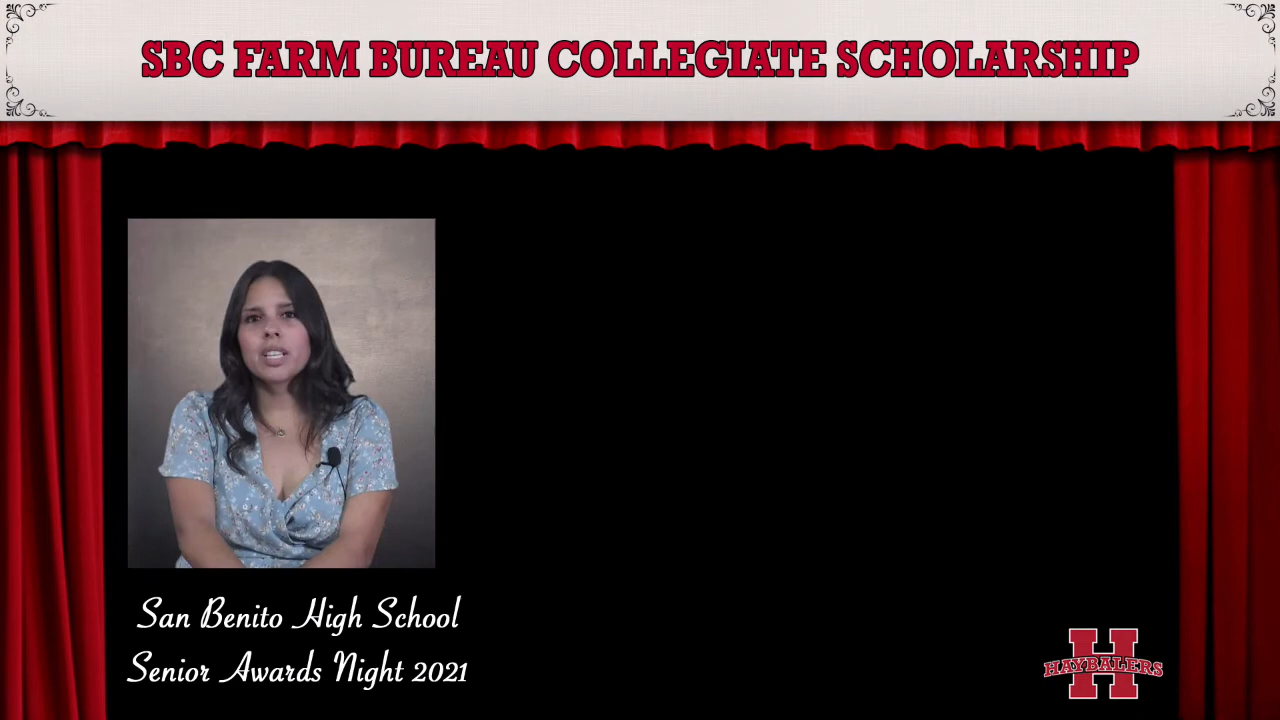 SBC FARM BUREAU COLLEGIATE SCHOLARSHIP
San Benito High School
Senior Awards Night 2021
H
HAYBALERS